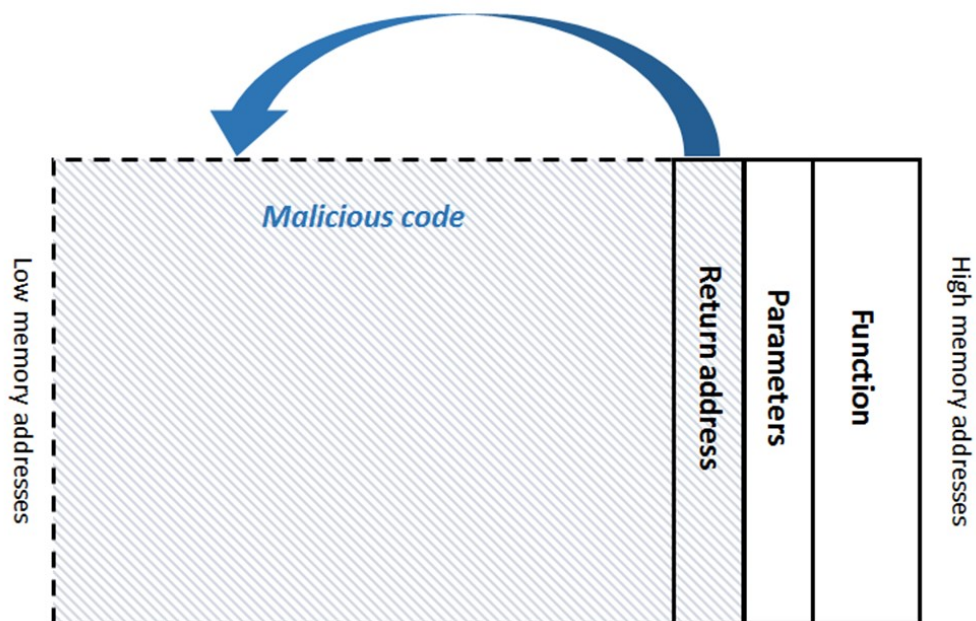 Malicious code
Low memory addresses
Return address
Parameters
Function
High memory addresses